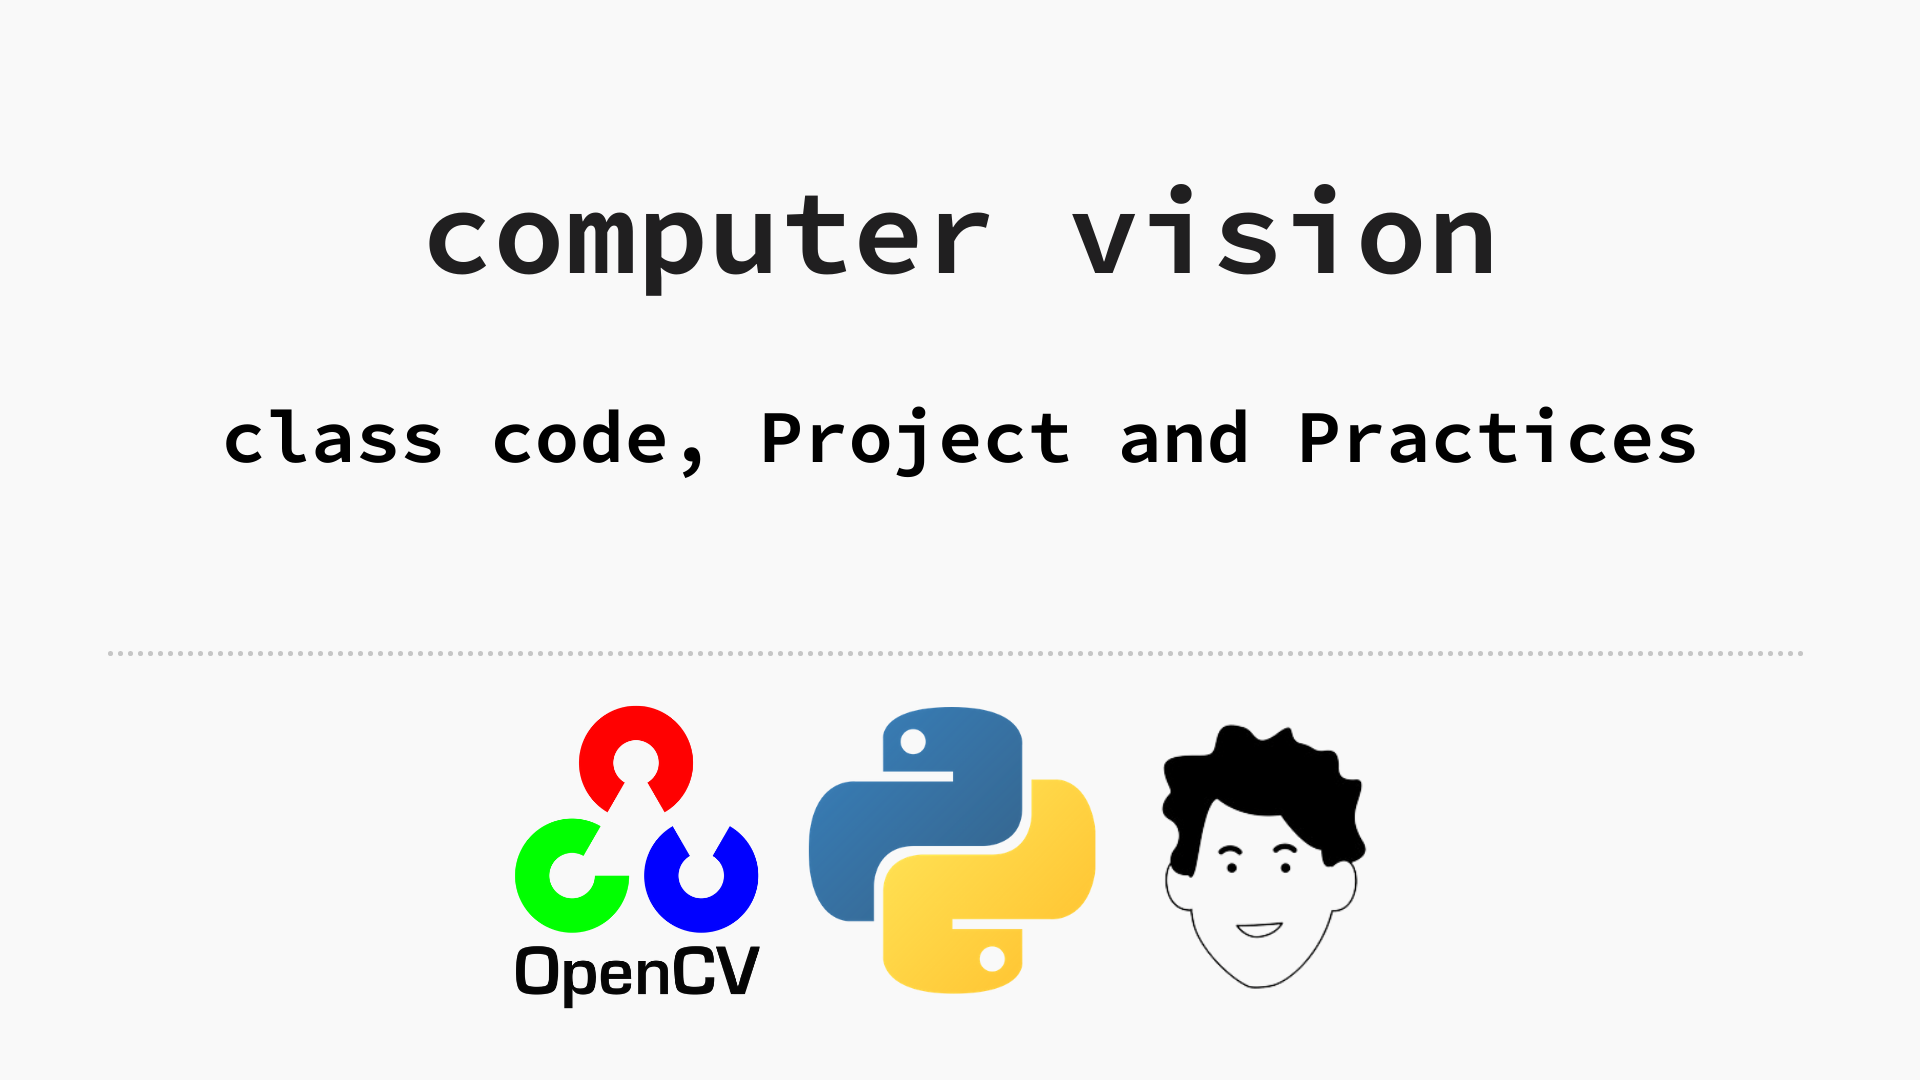 computer vision
class code, Project and Practices
OpenCV